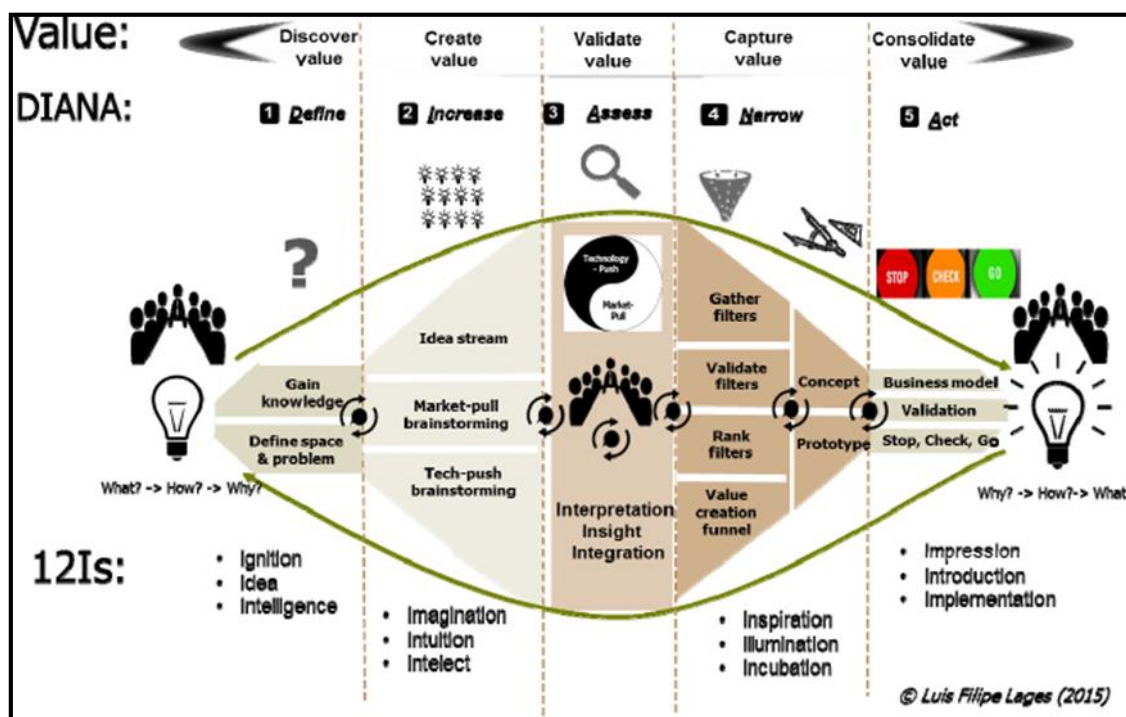 Value:
Discover
value
Create
value
Validate
value
Capture
value
Consolidate
value
DIANA:
1 Define
2 Increase
3 Assess
4 Narrow
5 Act
?
Technology
- Push
Market-
Pull
STOP
CHECK
GO
Gain
knowledge
Define space
& problem
What? -> How? -> Why?
Idea stream
Market-pull
brainstorming
Tech-push
brainstorming
Interpretation
Insight
Integration
Gather
filters
Validate
filters
Rank
filters
Value
creation
funnel
Concept
Prototype
Business model
Validation
Stop, Check, Go
Why? -> How?-> What
12Is:
• Ignition
• Idea
• Intelligence
• Imagination
• Intuition
• Intelect
• Inspiration
• Illumination
• Incubation
• Impression
• Introduction
• Implementation
© Luis Filipe Lages (2015)